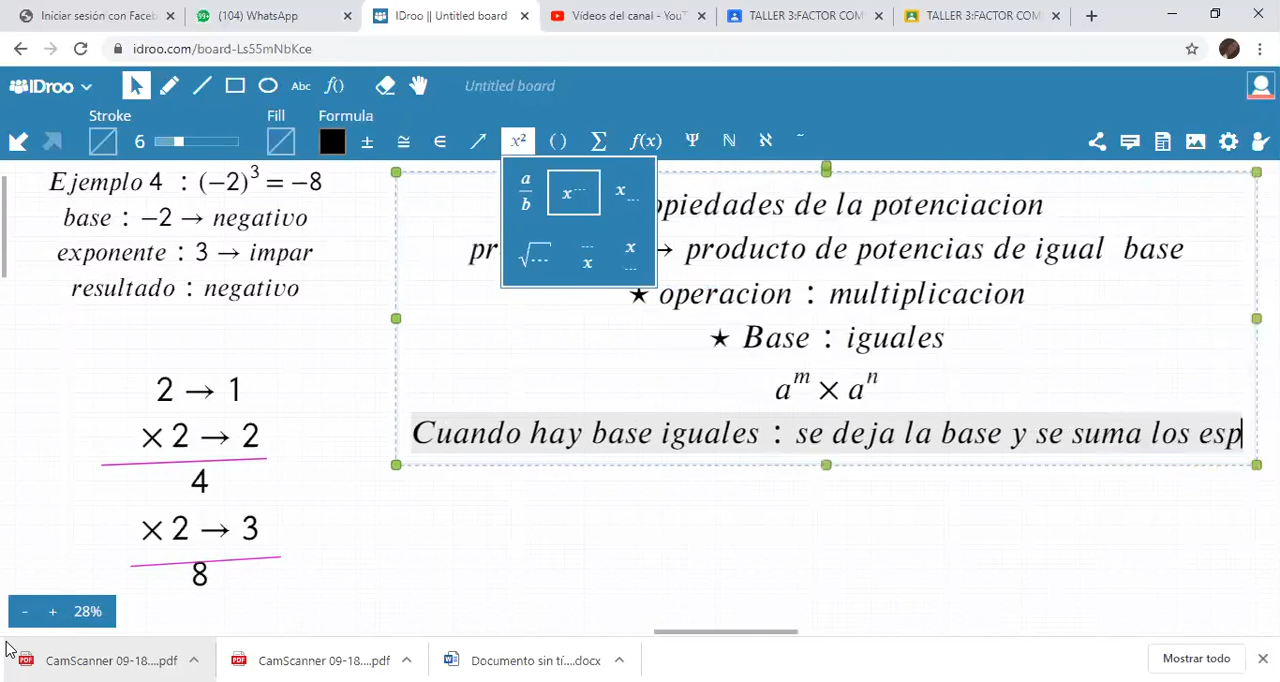 Iniciar sesión con Faceb
(104) WhatsApp
IDroo || Untitled board
Vídeos del canal - YouT
TALLER 3:FACTOR COM
TALLER 3:FACTOR COM
idroo.com/board-Ls55mNbKce
IDroo
Abc
f()
Untitled board
Stroke
Fill
Formula
6
± ≅ ∈ x² () ∑ f(x) Ψ ℕ ℵ ~
a/b x... x...
√... ... x x ...
Ejemplo 4 : (−2)³ = −8
base : −2 → negativo
exponente : 3 → impar
resultado : negativo
2 → 1
× 2 → 2
4
× 2 → 3
8
opiedades de la potenciacion
pr → producto de potencias de igual base
★ operacion : multiplicacion
★ Base : iguales
aᵐ × aⁿ
Cuando hay base iguales : se deja la base y se suma los esp
- + 28%
CamScanner 09-18....pdf
CamScanner 09-18....pdf
Documento sin tí....docx
Mostrar todo